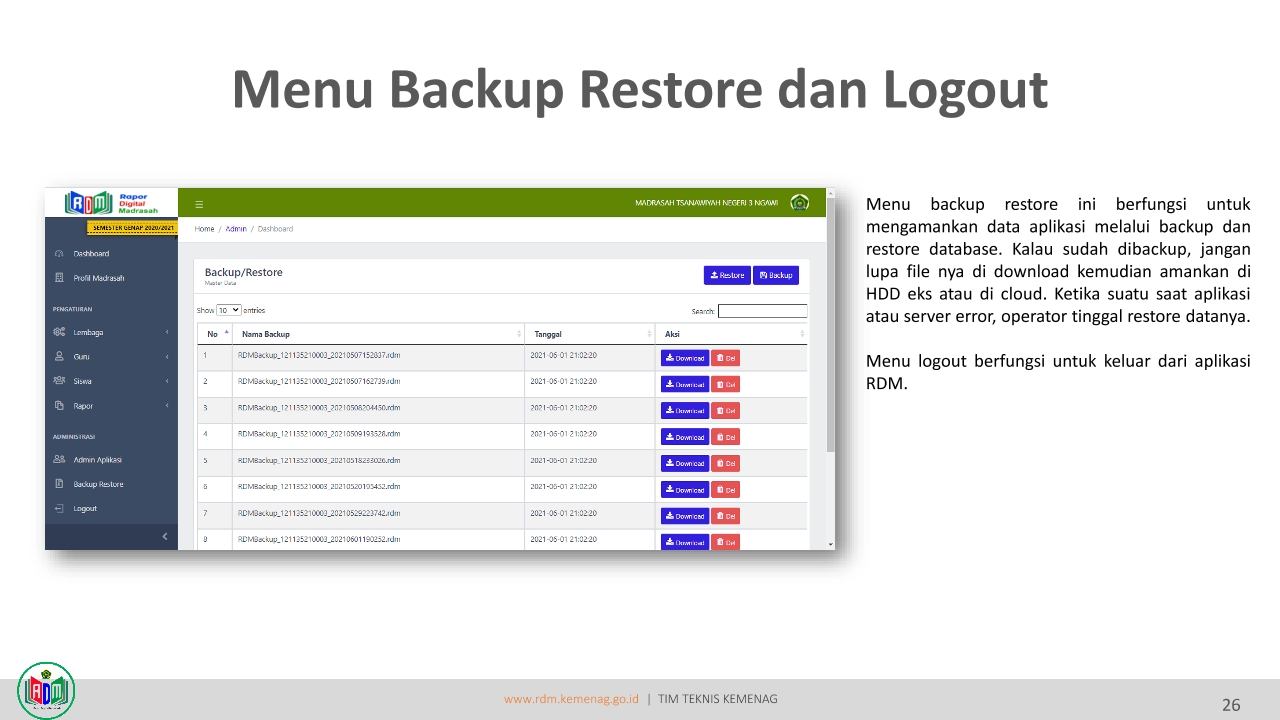 Menu Backup Restore dan Logout
RDM Rapor
Digital
Madrasah
SEMESTER GENAP 2020/2021
Dashboard
Profil Madrasah
PENGATURAN
Lembaga
Guru
Siswa
Rapor
ADMINISTRASI
Admin Aplikasi
Backup Restore
Logout
MADRASAH TSANAWIYAH NEGERI 3 NGAWI
Home / Admin / Dashboard
Backup/Restore
Master Data
Restore Backup
Show 10 entries
Search:
No Nama Backup Tanggal Aksi
1 RDMBackup_121135210003_20210507152837.rdm 2021-06-01 21:02:20 Download Del
2 RDMBackup_121135210003_20210507162739.rdm 2021-06-01 21:02:20 Download Del
3 RDMBackup_121135210003_20210508204450.rdm 2021-06-01 21:02:20 Download Del
4 RDMBackup_121135210003_20210509193528.rdm 2021-06-01 21:02:20 Download Del
5 RDMBackup_121135210003_20210518233026.rdm 2021-06-01 21:02:20 Download Del
6 RDMBackup_121135210003_20210520195452.rdm 2021-06-01 21:02:20 Download Del
7 RDMBackup_121135210003_20210529223742.rdm 2021-06-01 21:02:20 Download Del
8 RDMBackup_121135210003_20210601190252.rdm 2021-06-01 21:02:20 Download Del
Menu backup restore ini berfungsi untuk
mengamankan data aplikasi melalui backup dan
restore database. Kalau sudah dibackup, jangan
lupa file nya di download kemudian amankan di
HDD eks atau di cloud. Ketika suatu saat aplikasi
atau server error, operator tinggal restore datanya.
Menu logout berfungsi untuk keluar dari aplikasi
RDM.
RDM
www.rdm.kemenag.go.id | TIM TEKNIS KEMENAG
26